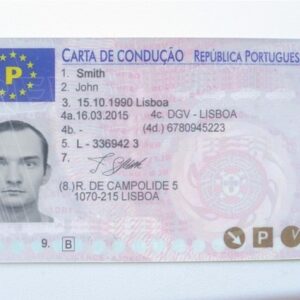 P
CARTA DE CONDUÇÃO REPÚBLICA PORTUGUES
1. Smith
2. John
3. 15.10.1990 Lisboa
4a.16.03.2015 4c. DGV - LISBOA
4b. - (4d.) 6780945223
5. L - 336942 3
7.
(8.) R. DE CAMPOLIDE 5
1070-215 LISBOA
9. B
P V